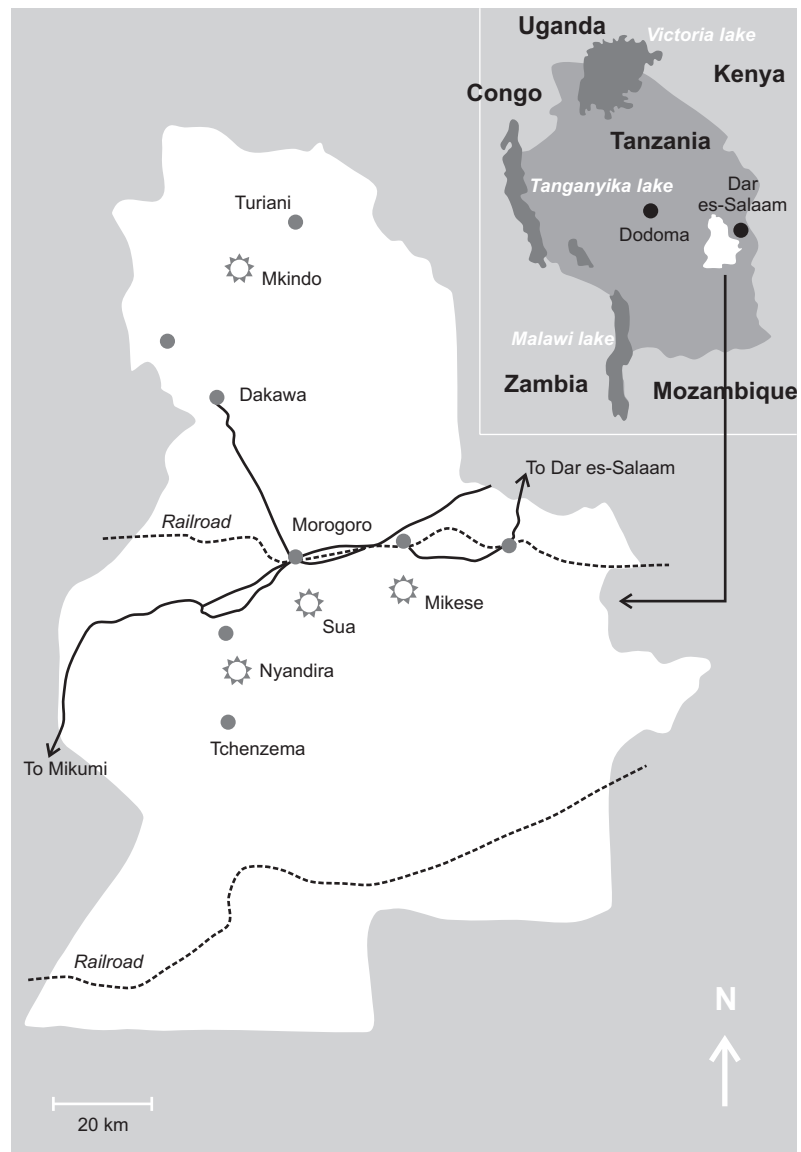 Uganda
Victoria lake
Kenya
Congo
Tanzania
Tanganyika lake
Dar
es-Salaam
Dodoma
Malawi lake
Zambia
Mozambique
Turiani
Mkindo
Dakawa
To Dar es-Salaam
Railroad
Morogoro
Mikese
Sua
Nyandira
Tchenzema
To Mikumi
Railroad
N
20 km